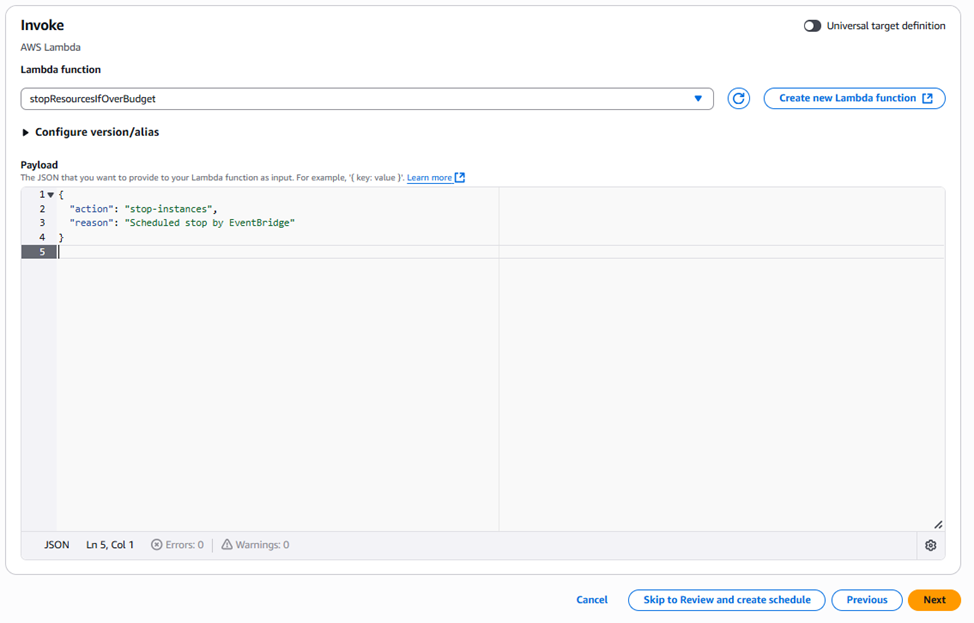 Invoke
Universal target definition
AWS Lambda
Lambda function
stopResourcesIfOverBudget
Create new Lambda function
Configure version/alias
Payload
The JSON that you want to provide to your Lambda function as input. For example, '{ key: value }'. Learn more
1 {
2 "action": "stop-instances",
3 "reason": "Scheduled stop by EventBridge"
4 }
5
JSON Ln 5, Col 1 Errors: 0 Warnings: 0
Cancel Skip to Review and create schedule Previous Next